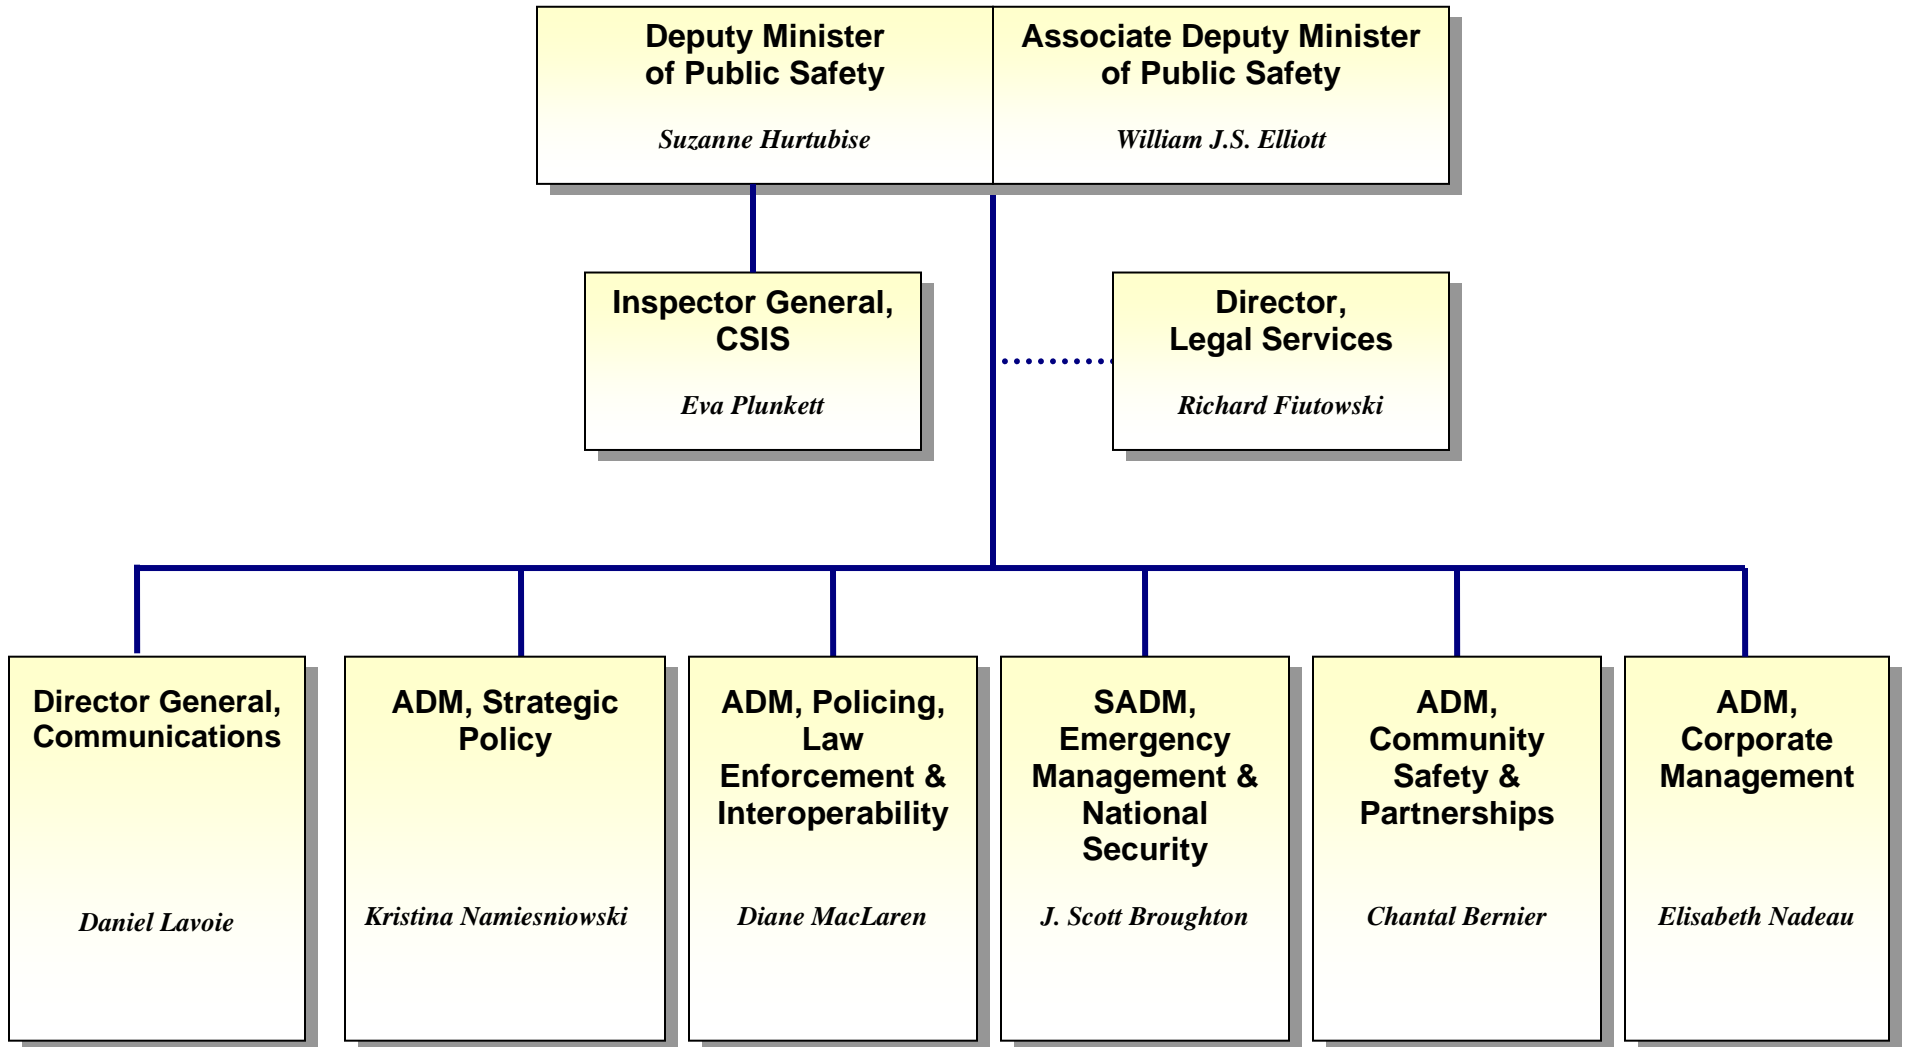 Deputy Minister
of Public Safety
Suzanne Hurtubise
Associate Deputy Minister
of Public Safety
William J.S. Elliott
Inspector General,
CSIS
Eva Plunkett
Director,
Legal Services
Richard Fiutowski
Director General,
Communications
Daniel Lavoie
ADM, Strategic
Policy
Kristina Namiesniowski
ADM, Policing,
Law
Enforcement &
Interoperability
Diane MacLaren
SADM,
Emergency
Management &
National
Security
J. Scott Broughton
ADM,
Community
Safety &
Partnerships
Chantal Bernier
ADM,
Corporate
Management
Elisabeth Nadeau